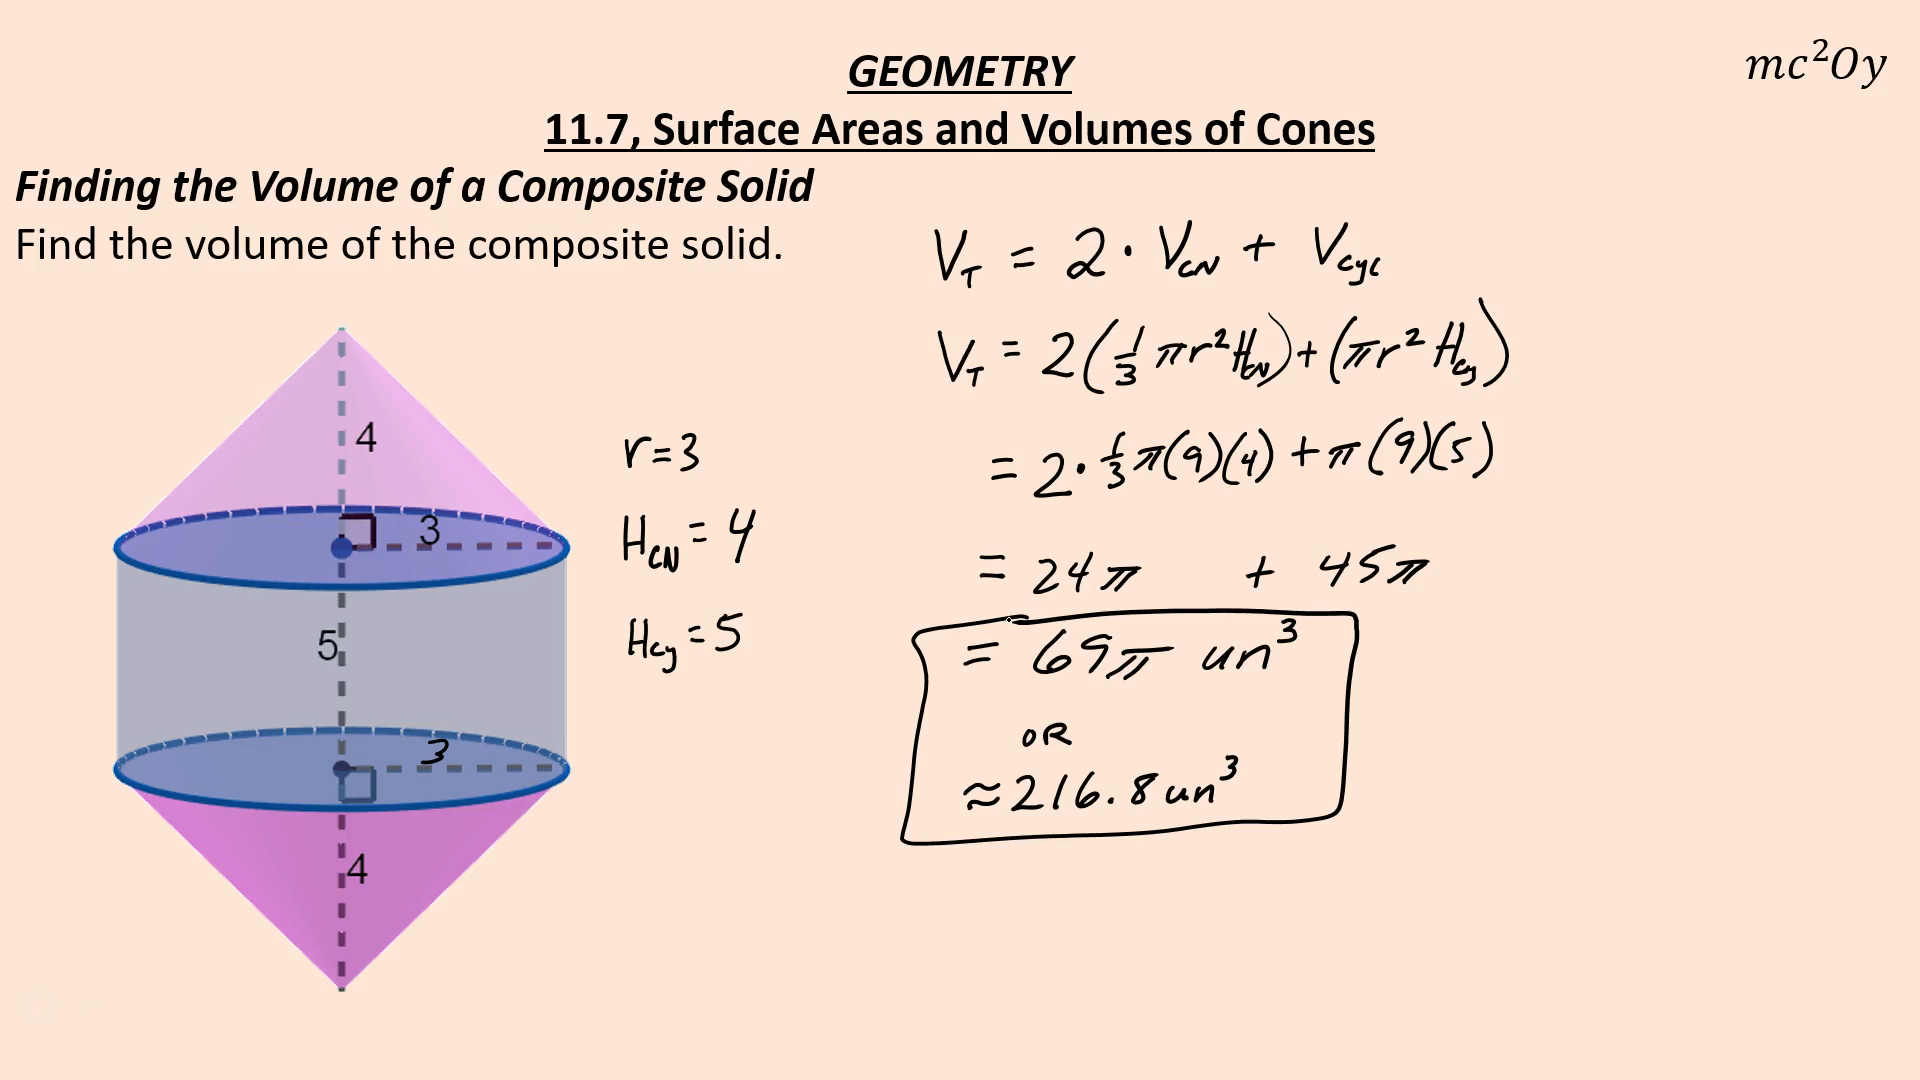 mc²Oy
GEOMETRY
11.7, Surface Areas and Volumes of Cones
Finding the Volume of a Composite Solid
Find the volume of the composite solid.
4
3
5
3
4
r=3
H_CN = 4
H_cy = 5
V_T = 2 · V_CN + V_cyl
V_T = 2(1/3 πr²H_CN) + (πr² H_cy)
= 2 · 1/3 π(9)(4) + π(9)(5)
= 24π + 45π
= 69π un³
OR
≈ 216.8 un³